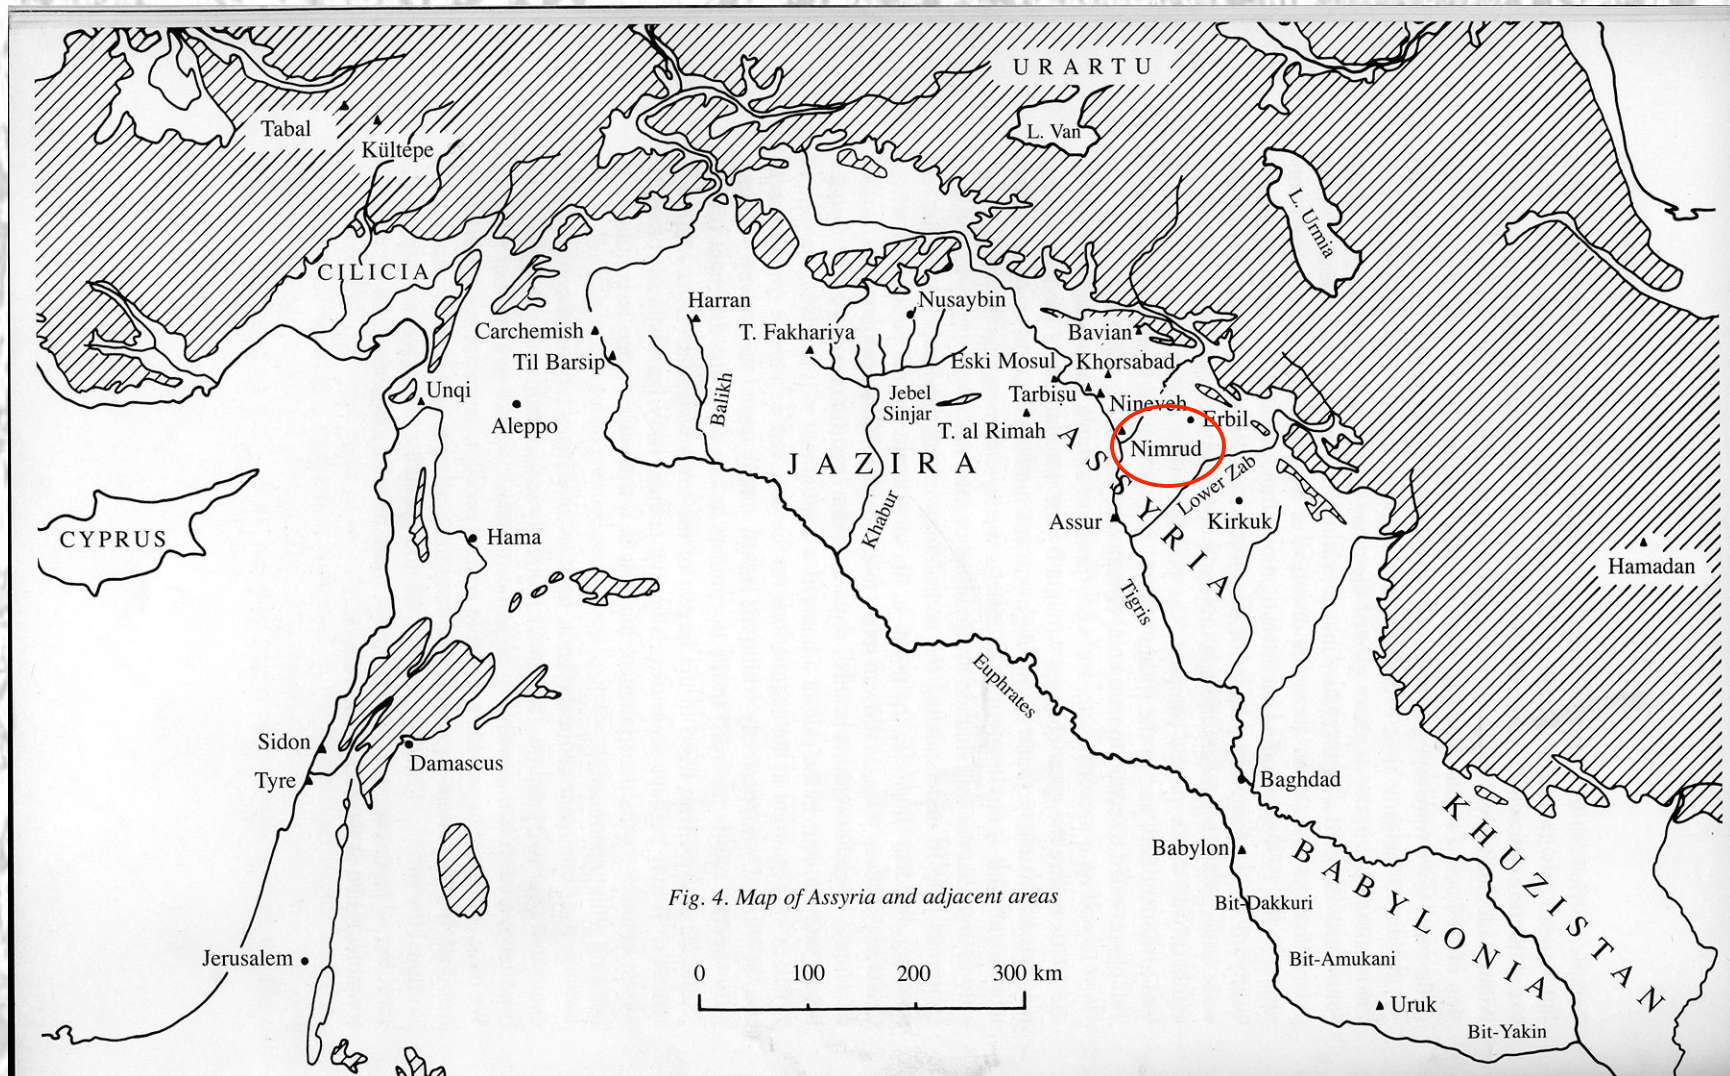 URARTU
L. Van
Tabal
Kültepe
L. Urmia
CILICIA
Harran
Nusaybin
Carchemish
T. Fakhariya
Bavian
Til Barsip
Eski Mosul
Khorsabad
Unqi
Balikh
Jebel
Sinjar
Tarbiṣu
Nineveh
Aleppo
T. al Rimah
Erbil
Nimrud
JAZIRA
ASSYRIA
Lower Zab
Khabur
Assur
Kirkuk
CYPRUS
Hama
Hamadan
Tigris
Euphrates
Sidon
Damascus
Tyre
Baghdad
KHUZISTAN
Babylon
BABYLONIA
Fig. 4. Map of Assyria and adjacent areas
Bit-Dakkuri
Jerusalem
Bit-Amukani
0 100 200 300 km
Uruk
Bit-Yakin